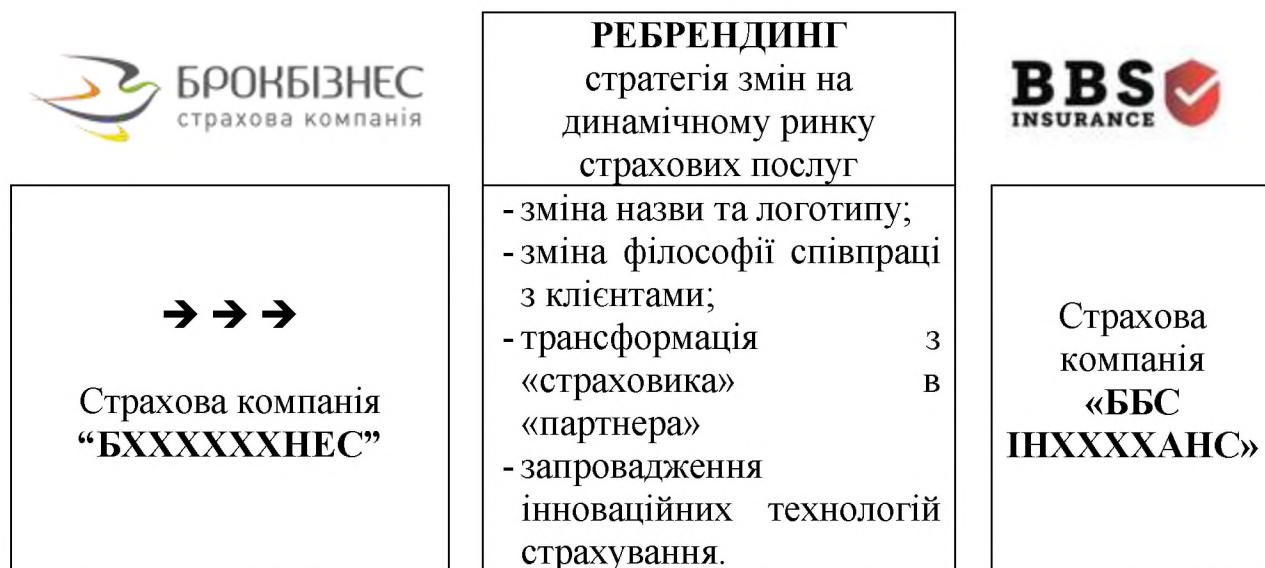 БРОКБІЗНЕС
страхова компанія
РЕБРЕНДИНГ
стратегія змін на
динамічному ринку
страхових послуг
BBS
INSURANCE
➔ ➔ ➔
Страхова компанія
“БХХХХХХНЕС”
- зміна назви та логотипу;
- зміна філософії співпраці
з клієнтами;
- трансформація з
«страховика» в
«партнера»
- запровадження
інноваційних технологій
страхування.
Страхова
компанія
«ББС
ІНХХХХАНС»